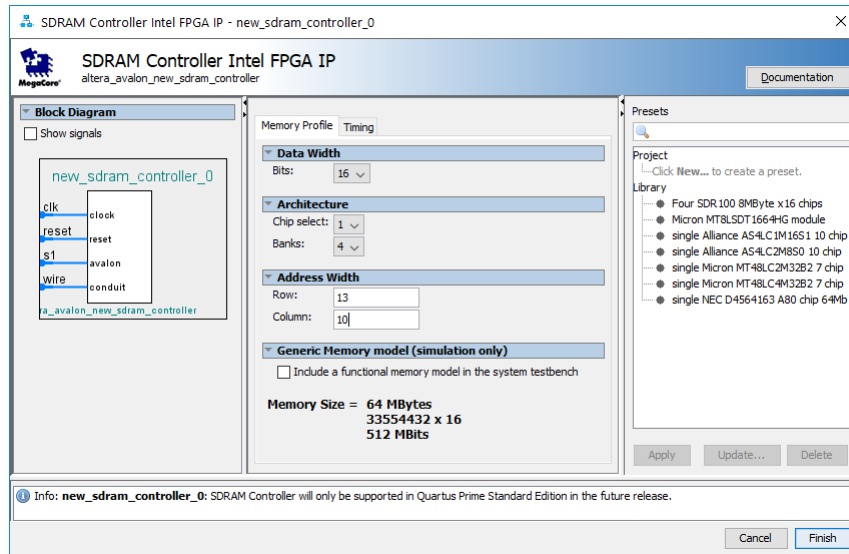 SDRAM Controller Intel FPGA IP - new_sdram_controller_0
MegaCore®
SDRAM Controller Intel FPGA IP
altera_avalon_new_sdram_controller
Documentation
Block Diagram
Show signals
new_sdram_controller_0
clk
clock
reset
reset
s1
avalon
wire
conduit
ra_avalon_new_sdram_controller
Memory Profile Timing
Data Width
Bits: 16
Architecture
Chip select: 1
Banks: 4
Address Width
Row: 13
Column: 10
Generic Memory model (simulation only)
Include a functional memory model in the system testbench
Memory Size = 64 MBytes
33554432 x 16
512 MBits
Presets
Project
Click New... to create a preset.
Library
Four SDR100 8MByte x16 chips
Micron MT8LSDT1664HG module
single Alliance AS4LC1M16S1 10 chip
single Alliance AS4LC2M8S0 10 chip
single Micron MT48LC2M32B2 7 chip
single Micron MT48LC4M32B2 7 chip
single NEC D4564163 A80 chip 64Mb
Apply Update... Delete
Info: new_sdram_controller_0: SDRAM Controller will only be supported in Quartus Prime Standard Edition in the future release.
Cancel Finish